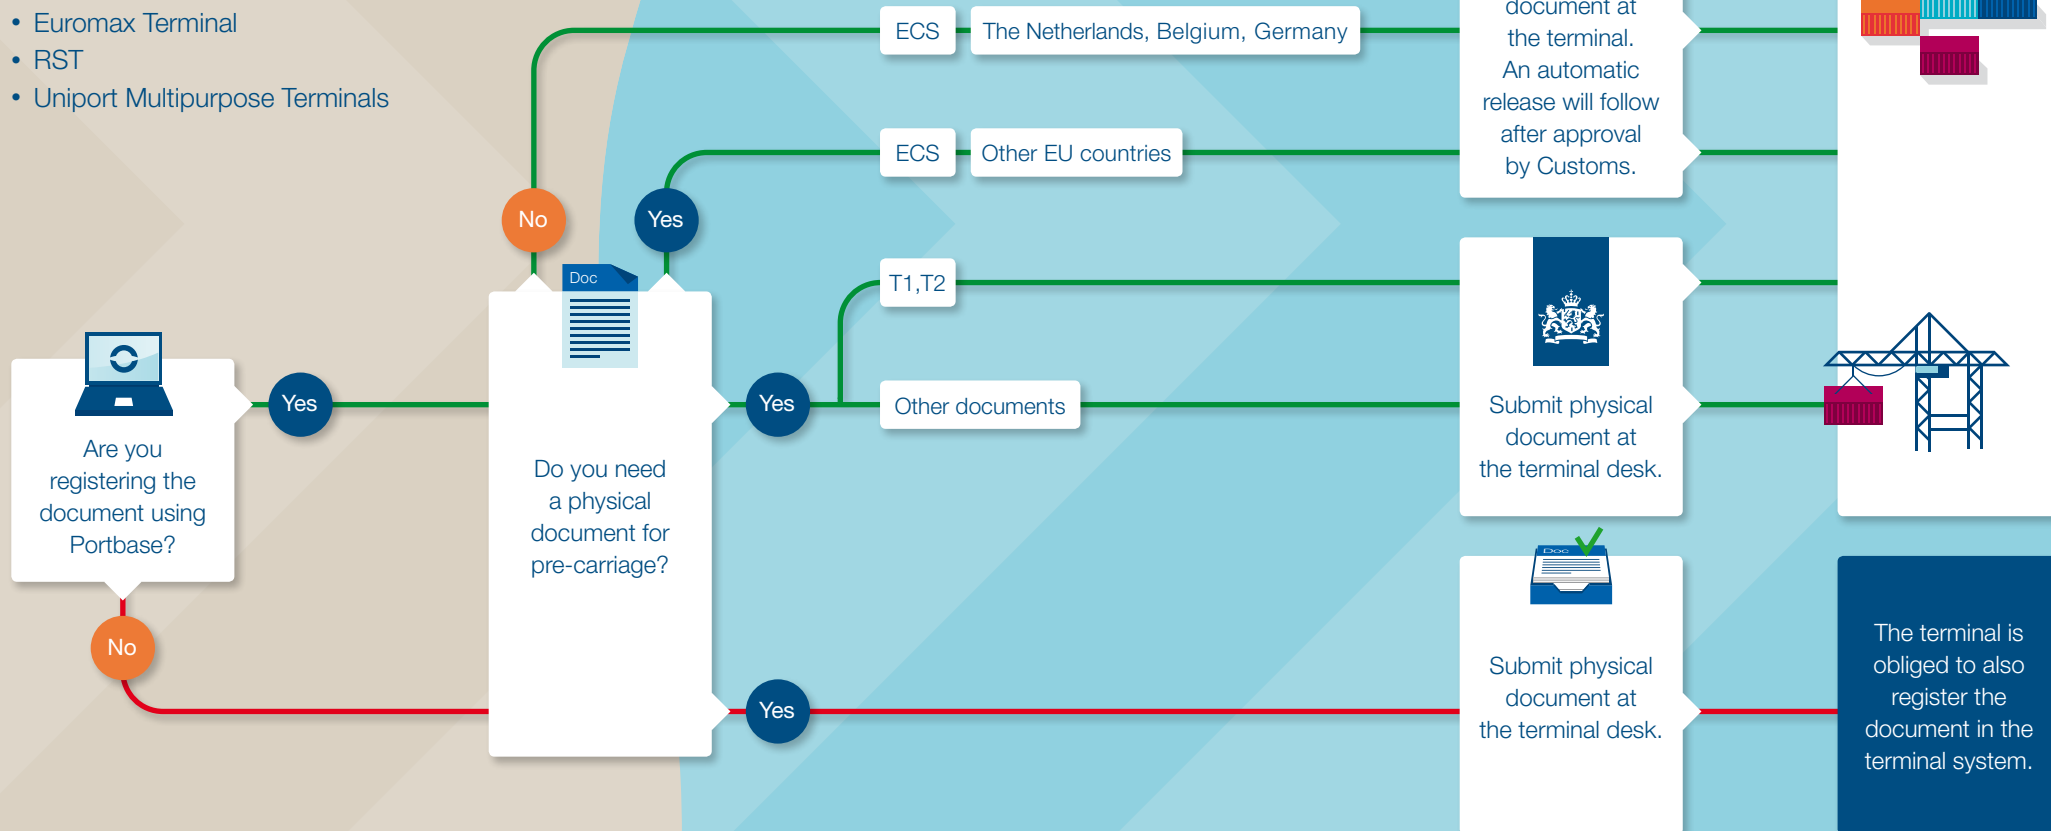 • Euromax Terminal
• RST
• Uniport Multipurpose Terminals
ECS
The Netherlands, Belgium, Germany
document at
the terminal.
An automatic
release will follow
after approval
by Customs.
ECS
Other EU countries
No
Yes
Doc
T1,T2
Are you
registering the
document using
Portbase?
Yes
Do you need
a physical
document for
pre-carriage?
Yes
Other documents
Submit physical
document at
the terminal desk.
No
Yes
Doc
Submit physical
document at
the terminal desk.
The terminal is
obliged to also
register the
document in the
terminal system.